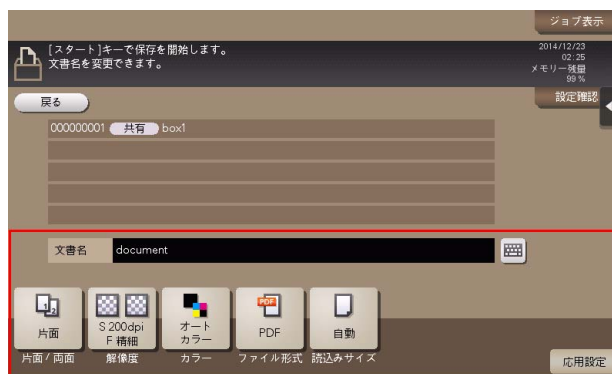 ジョブ表示
[スタート]キーで保存を開始します。
文書名を変更できます。
2014/12/23
02:25
メモリー残量
99 %
戻る
設定確認
000000001 共有 box1
文書名 document
片面
S 200dpi
F 精細
オート
カラー
PDF
PDF
自動
片面 / 両面 解像度 カラー ファイル形式 読込みサイズ
応用設定